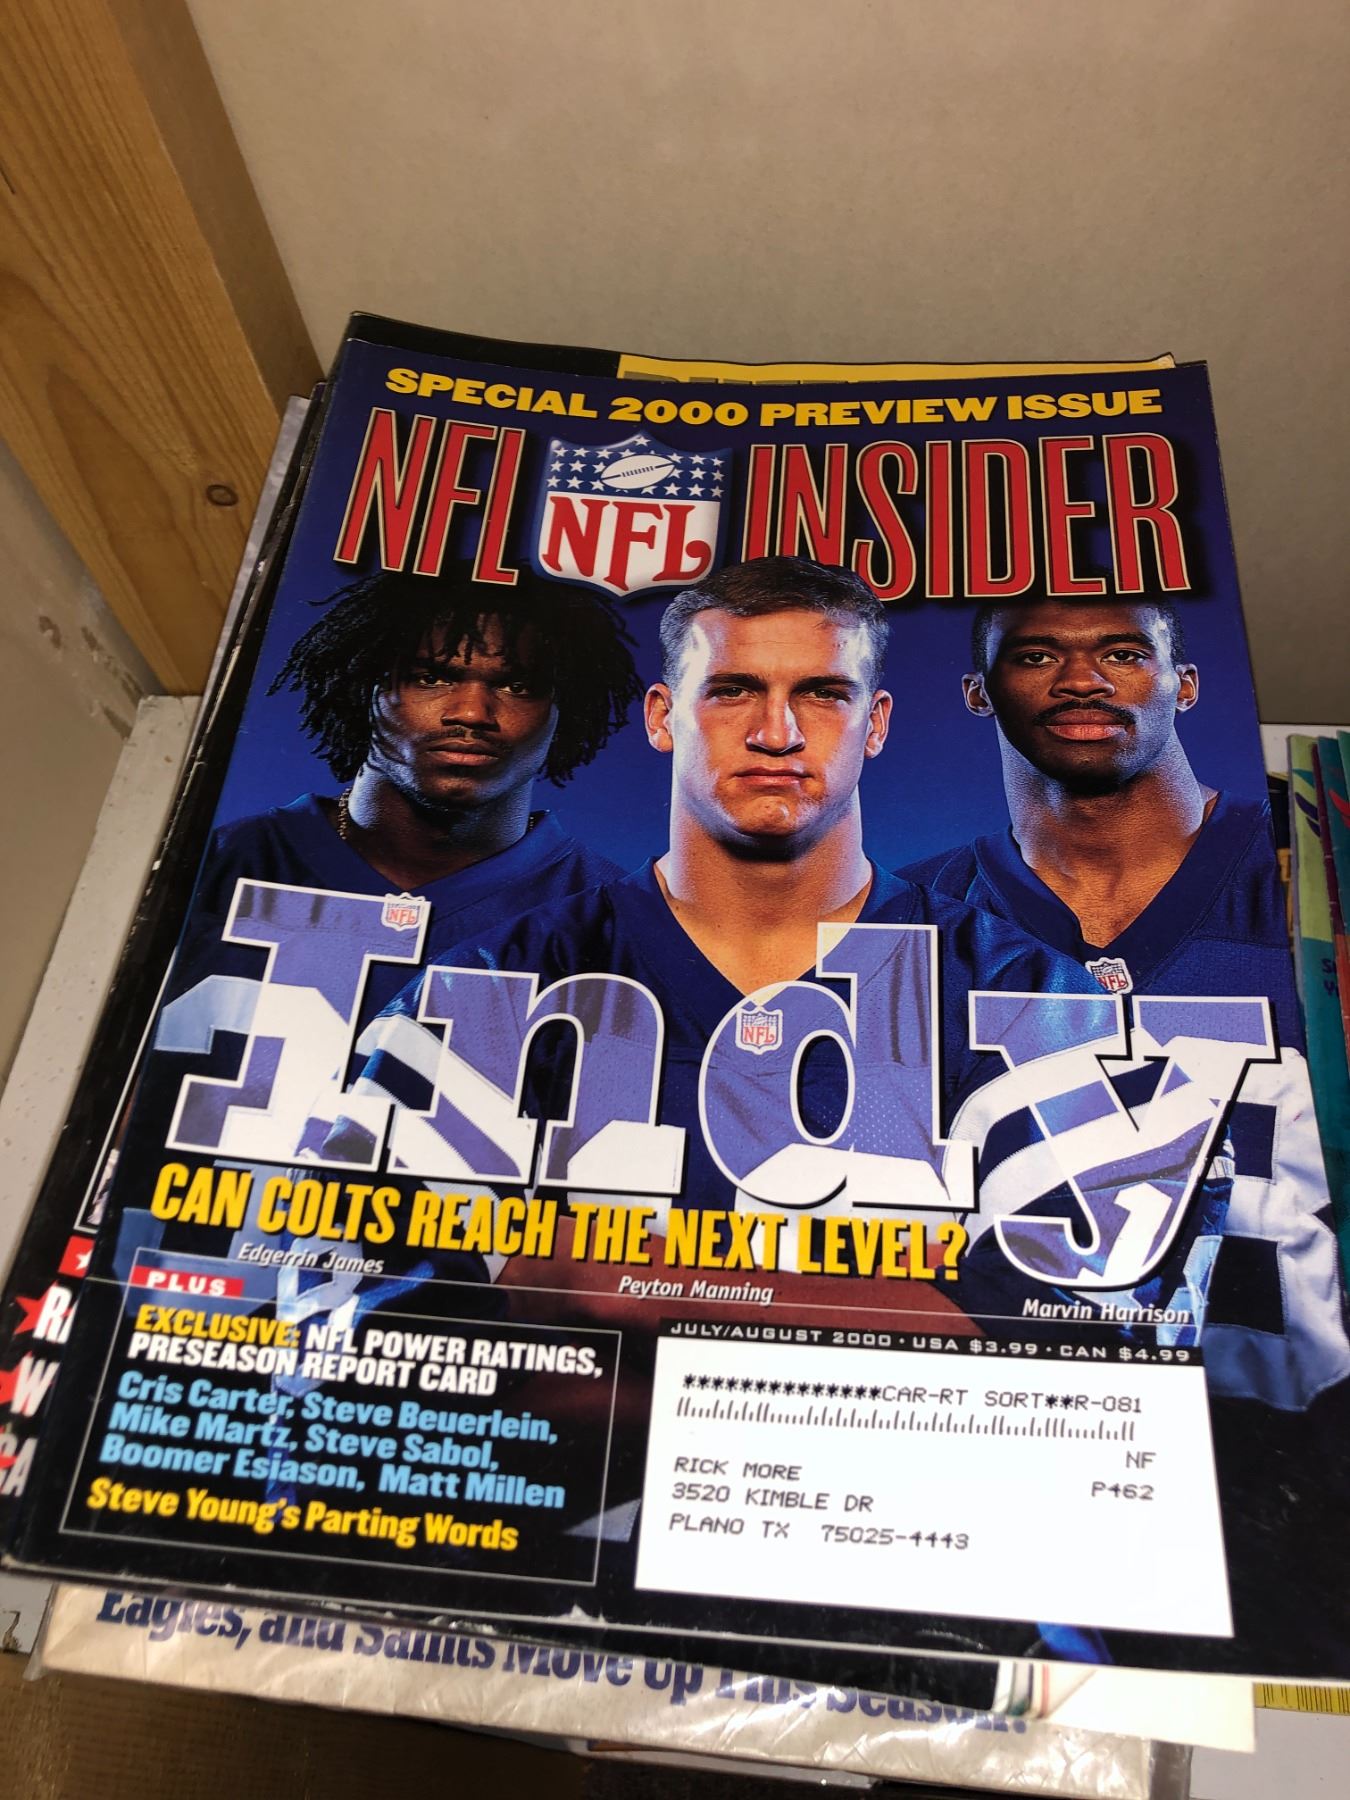 SPECIAL 2000 PREVIEW ISSUE
NFL NFL INSIDER
NFL
NFL
NFL
Indy
CAN COLTS REACH THE NEXT LEVEL?
Edgerrin James
Peyton Manning
Marvin Harrison
PLUS
EXCLUSIVE: NFL POWER RATINGS,
PRESEASON REPORT CARD
Cris Carter, Steve Beuerlein,
Mike Martz, Steve Sabol,
Boomer Esiason, Matt Millen
Steve Young's Parting Words
JULY/AUGUST 2000 · USA $3.99 · CAN $4.99
**************CAR-RT SORT**R-081
NF
RICK MORE
P462
3520 KIMBLE DR
PLANO TX 75025-4443
Eagles, and Saints Move Up This Season?